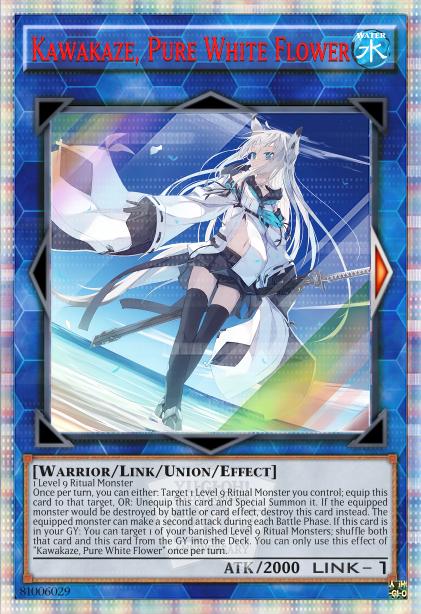 Kawakaze, Pure White Flower
WATER
水
[Warrior/Link/Union/Effect]
1 Level 9 Ritual Monster
Once per turn, you can either: Target 1 Level 9 Ritual Monster you control; equip this
card to that target, OR: Unequip this card and Special Summon it. If the equipped
monster would be destroyed by battle or card effect, destroy this card instead. The
equipped monster can make a second attack during each Battle Phase. If this card is
in your GY: You can target 1 of your banished Level 9 Ritual Monsters; shuffle both
that card and this card from the GY into the Deck. You can only use this effect of
"Kawakaze, Pure White Flower" once per turn.
ATK/2000 LINK-1
81006029